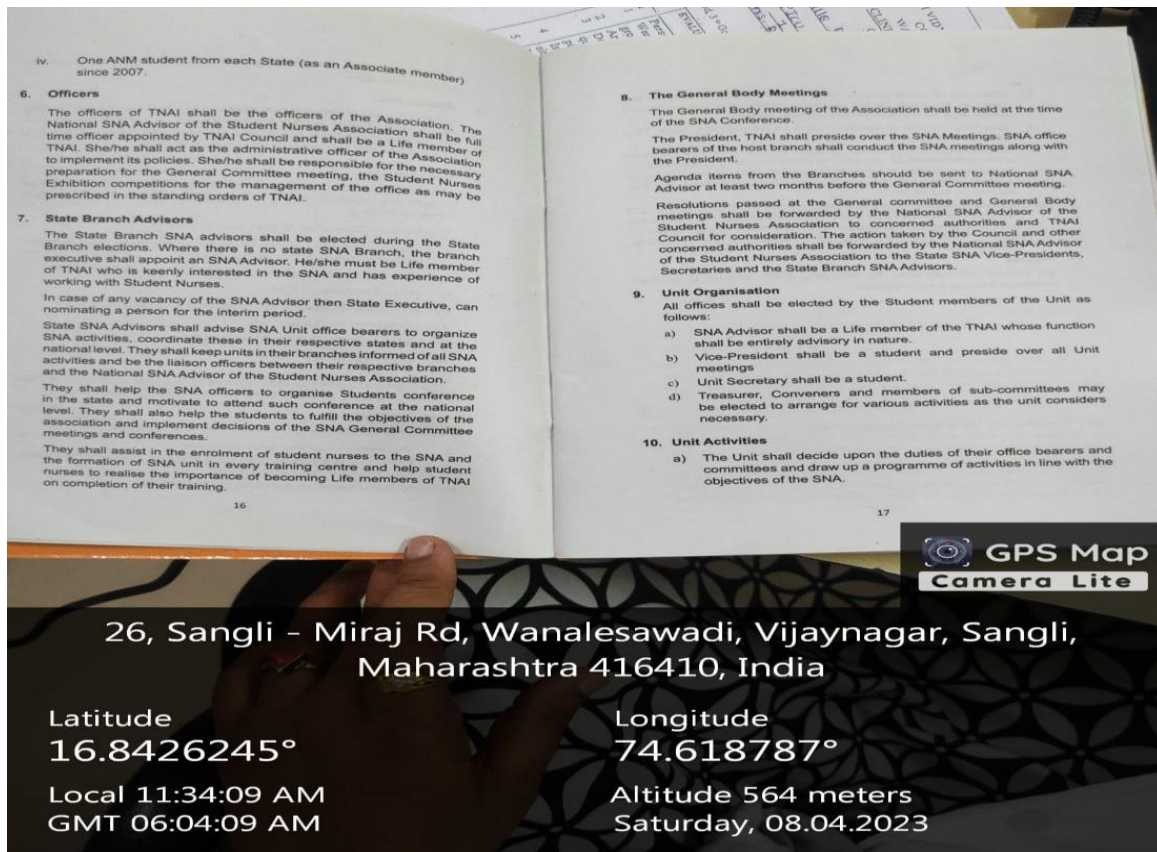 iv. One ANM student from each State (as an Associate member)
since 2007.
6. Officers
The officers of TNAI shall be the officers of the Association. The
National SNA Advisor of the Student Nurses Association shall be full
time officer appointed by TNAI Council and shall be a Life member of
TNAI. She/he shall act as the administrative officer of the Association
to implement its policies. She/he shall be responsible for the necessary
preparation for the General Committee meeting, the Student Nurses
Exhibition competitions for the management of the office as may be
prescribed in the standing orders of TNAI.
7. State Branch Advisors
The State Branch SNA advisors shall be elected during the State
Branch elections. Where there is no state SNA Branch, the branch
executive shall appoint an SNA Advisor. He/she must be Life member
of TNAI who is keenly interested in the SNA and has experience of
working with Student Nurses.
In case of any vacancy of the SNA Advisor then State Executive, can
nominating a person for the interim period.
State SNA Advisors shall advise SNA Unit office bearers to organize
SNA activities, coordinate these in their respective states and at the
national level. They shall keep units in their branches informed of all SNA
activities and be the liaison officers between their respective branches
and the National SNA Advisor of the Student Nurses Association.
They shall help the SNA officers to organise Students conference
in the state and motivate to attend such conference at the national
level. They shall also help the students to fulfill the objectives of the
association and implement decisions of the SNA General Committee
meetings and conferences.
They shall assist in the enrolment of student nurses to the SNA and
the formation of SNA unit in every training centre and help student
nurses to realise the importance of becoming Life members of TNAI
on completion of their training.
16
8. The General Body Meetings
The General Body meeting of the Association shall be held at the time
of the SNA Conference.
The President, TNAI shall preside over the SNA Meetings. SNA office
bearers of the host branch shall conduct the SNA meetings along with
the President.
Agenda items from the Branches should be sent to National SNA
Advisor at least two months before the General Committee meeting.
Resolutions passed at the General committee and General Body
meetings shall be forwarded by the National SNA Advisor of the
Student Nurses Association to concerned authorities and TNAI
Council for consideration. The action taken by the Council and other
concerned authorities shall be forwarded by the National SNA Advisor
of the Student Nurses Association to the State SNA Vice-Presidents,
Secretaries and the State Branch SNA Advisors.
9. Unit Organisation
All offices shall be elected by the Student members of the Unit as
follows:
a) SNA Advisor shall be a Life member of the TNAI whose function
shall be entirely advisory in nature.
b) Vice-President shall be a student and preside over all Unit
meetings
c) Unit Secretary shall be a student.
d) Treasurer, Conveners and members of sub-committees may
be elected to arrange for various activities as the unit considers
necessary.
10. Unit Activities
a) The Unit shall decide upon the duties of their office bearers and
committees and draw up a programme of activities in line with the
objectives of the SNA.
17
GPS Map
Camera Lite
26, Sangli - Miraj Rd, Wanalesawadi, Vijaynagar, Sangli,
Maharashtra 416410, India
Latitude
16.8426245°
Longitude
74.618787°
Local 11:34:09 AM
GMT 06:04:09 AM
Altitude 564 meters
Saturday, 08.04.2023